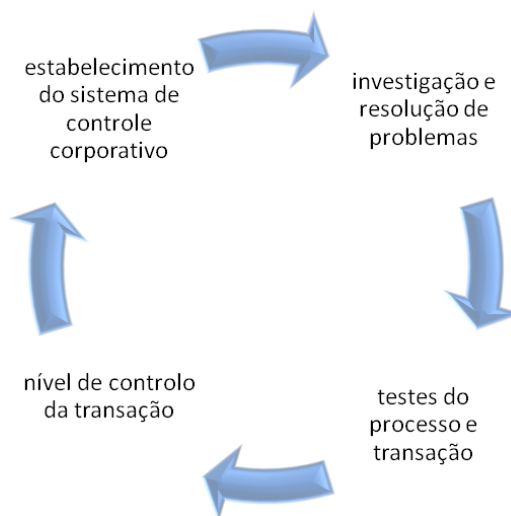 estabelecimento
do sistema de
controle
corporativo
investigação e
resolução de
problemas
testes do
processo e
transação
nível de controlo
da transação